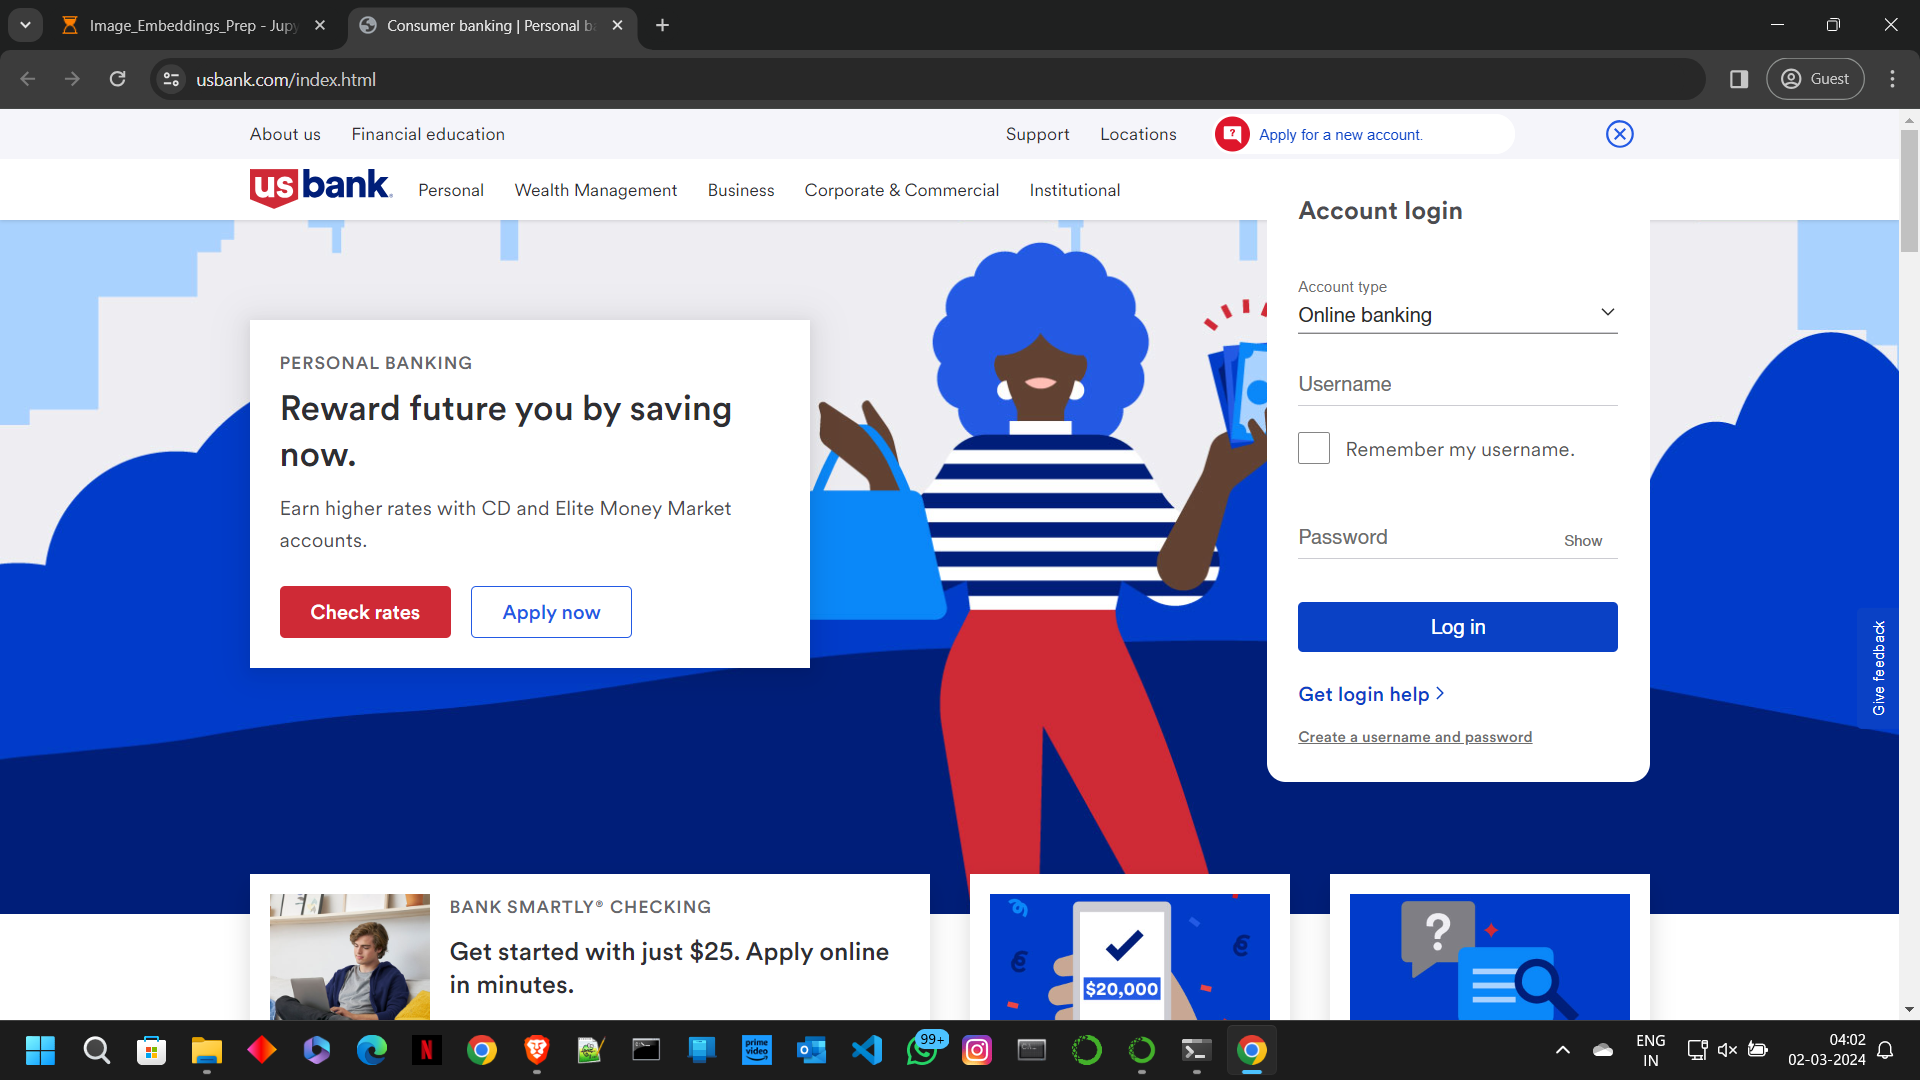 Image_Embeddings_Prep - Jupy
Consumer banking | Personal b
usbank.com/index.html
Guest
About us
Financial education
Support
Locations
Apply for a new account.
us bank
Personal
Wealth Management
Business
Corporate & Commercial
Institutional
Account login
Account type
Online banking
Username
Remember my username.
Password
Show
Log in
Get login help
Create a username and password
PERSONAL BANKING
Reward future you by saving
now.
Earn higher rates with CD and Elite Money Market
accounts.
Check rates
Apply now
Give feedback
BANK SMARTLY® CHECKING
Get started with just $25. Apply online
in minutes.
$20,000
?
prime
video
99+
ENG
IN
04:02
02-03-2024